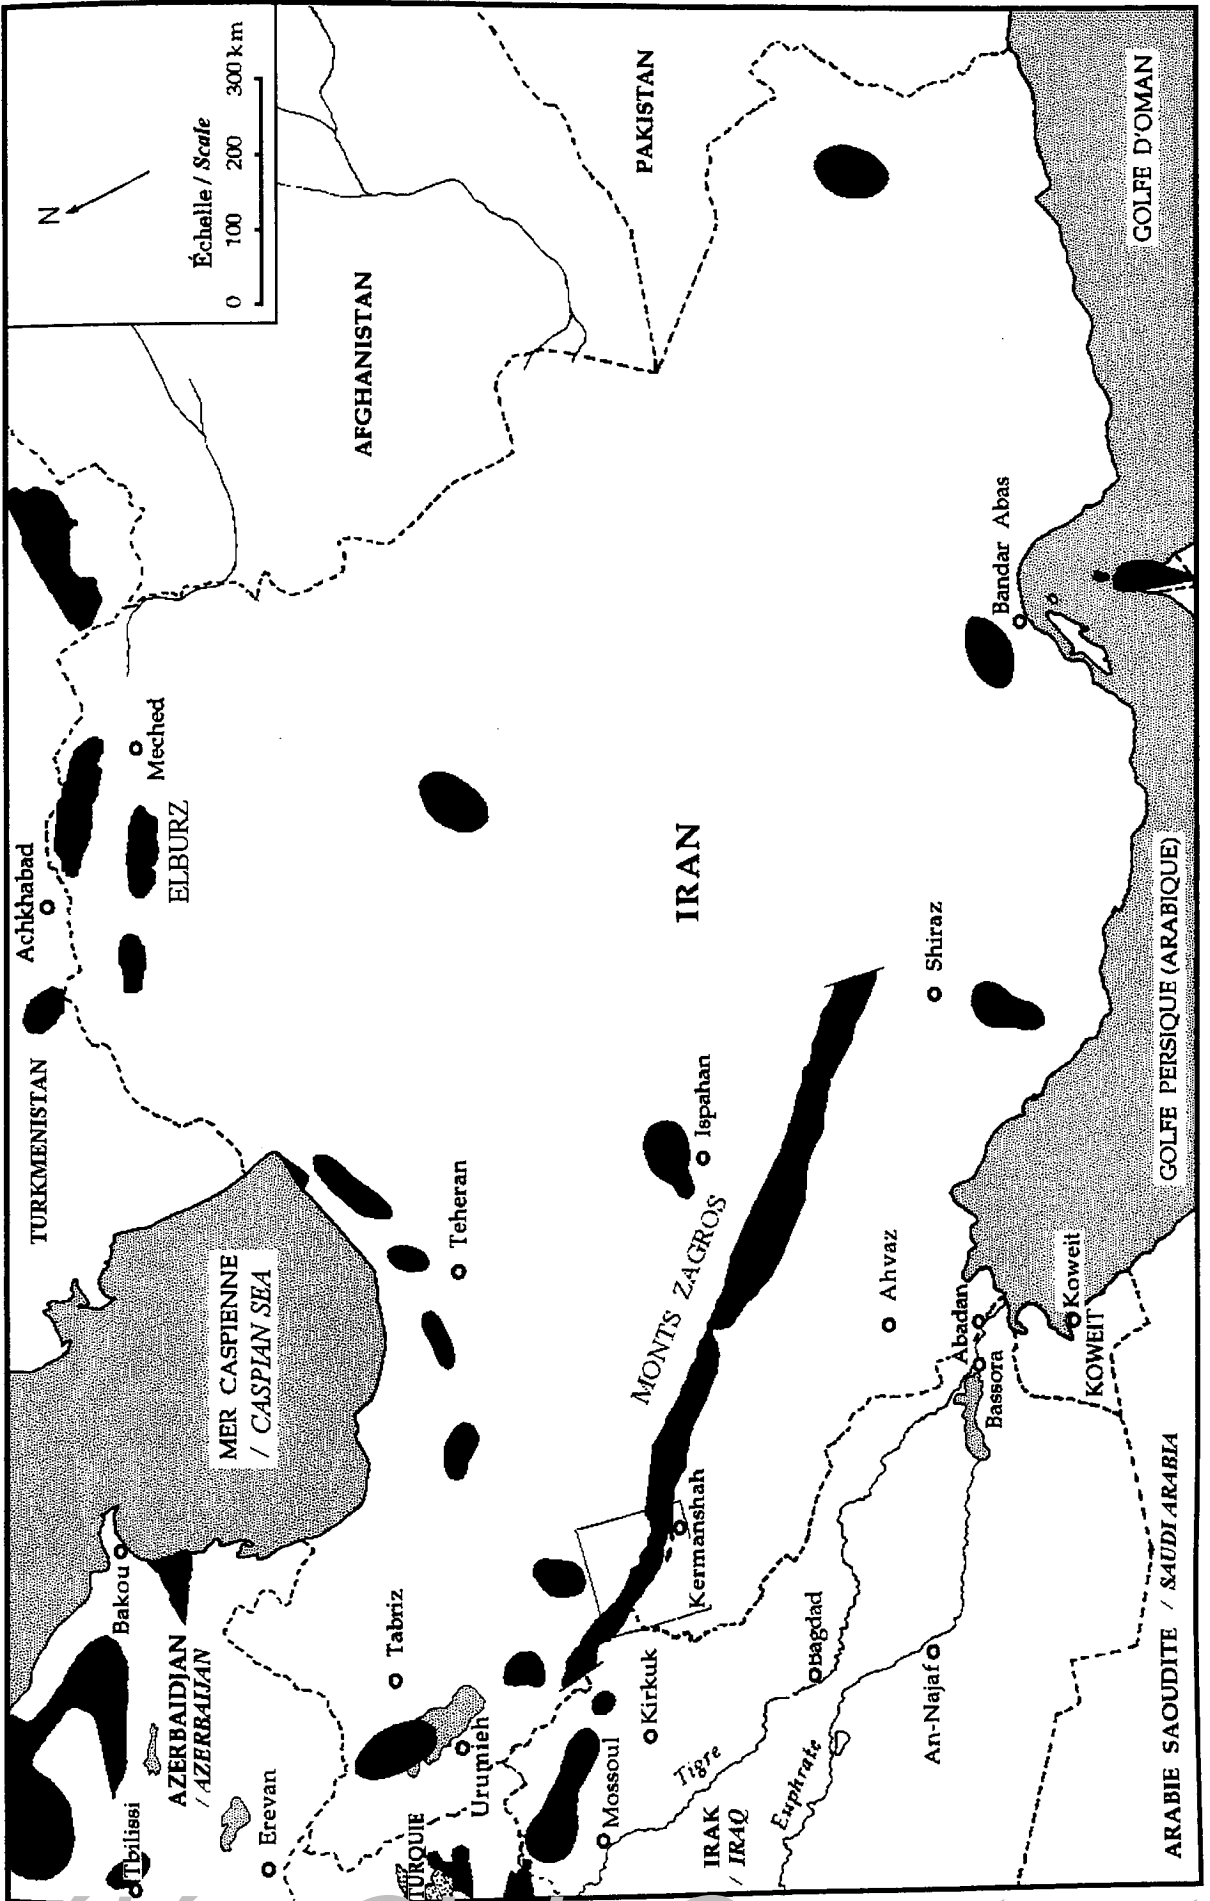 N
Échelle / Scale
0 100 200 300 km
TURKMENISTAN
Achkhabad
Meched
ELBURZ
AFGHANISTAN
PAKISTAN
MER CASPIENNE
/ CASPIAN SEA
Bakou
AZERBAIDJAN
/ AZERBAIJAN
Tbilissi
Erevan
TURQUIE
Tabriz
Urumieh
Teheran
Ispahan
IRAN
MONTS ZAGROS
Kermanshah
Kirkuk
Mossoul
Tigre
IRAK
/ IRAQ
Euphrate
Bagdad
An-Najaf
Ahvaz
Abadan
Bassora
Koweit
KOWEIT
Shiraz
Bandar Abas
GOLFE PERSIQUE (ARABIQUE)
GOLFE D'OMAN
ARABIE SAOUDITE / SAUDI ARABIA